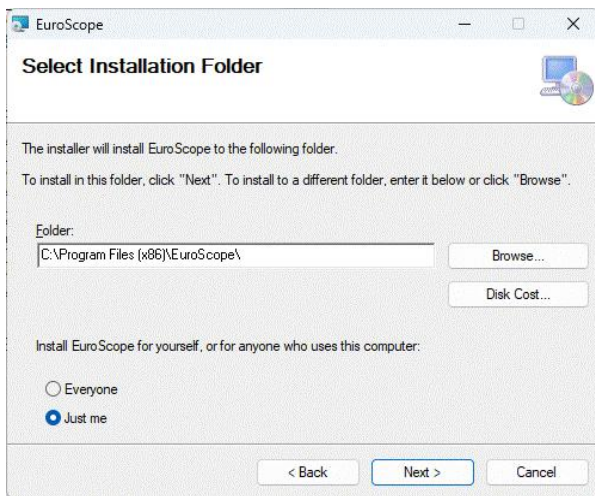 EuroScope
Select Installation Folder
The installer will install EuroScope to the following folder.
To install in this folder, click "Next". To install to a different folder, enter it below or click "Browse".
Folder:
C:\Program Files (x86)\EuroScope\
Browse...
Disk Cost...
Install EuroScope for yourself, or for anyone who uses this computer:
Everyone
Just me
< Back
Next >
Cancel